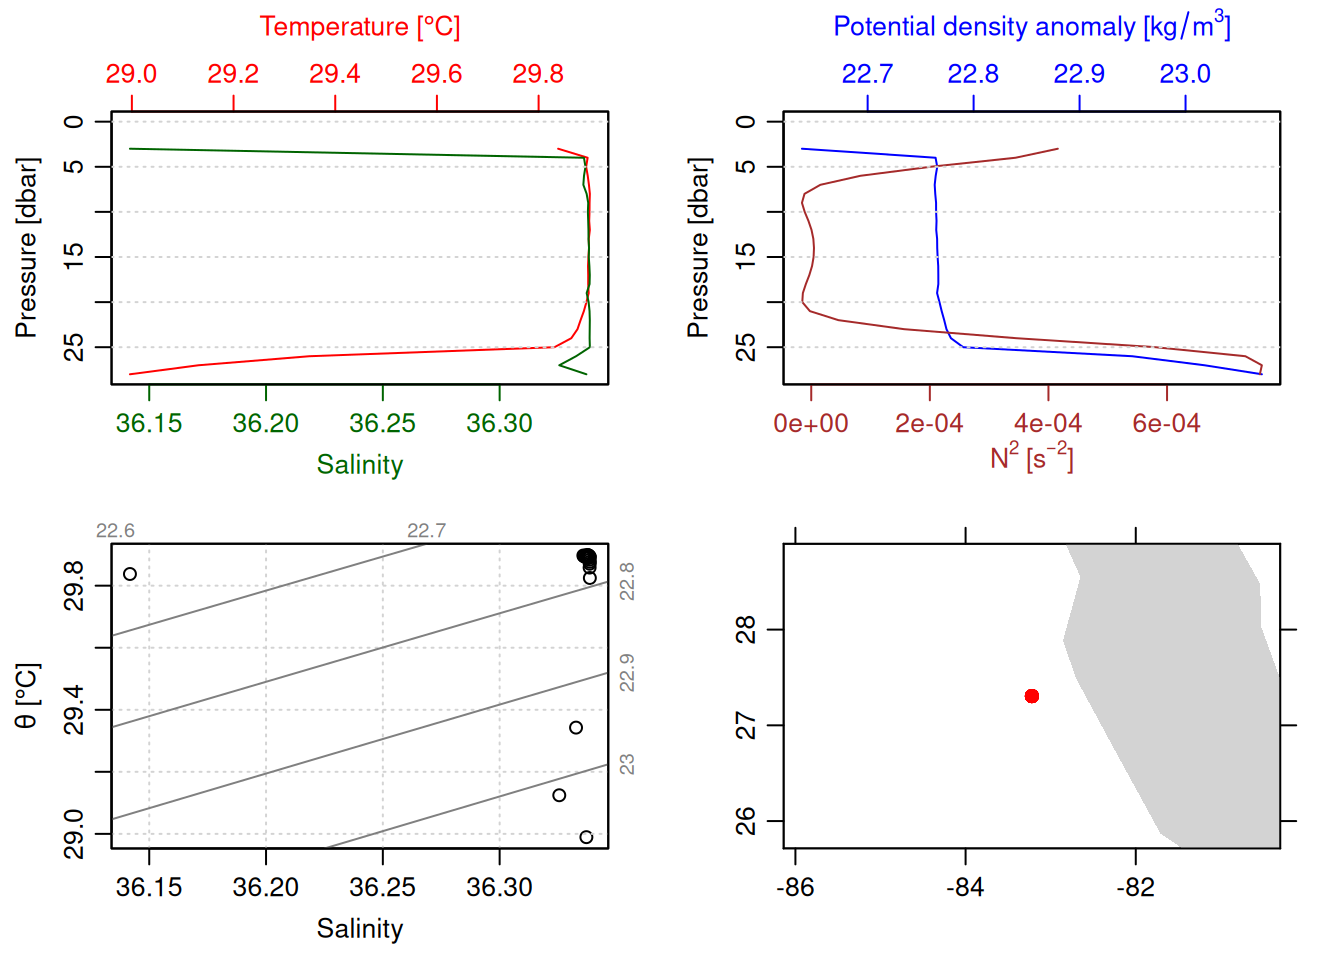 Temperature [°C]
29.0 29.2 29.4 29.6 29.8
Pressure [dbar]
0
5
15
25
36.15 36.20 36.25 36.30
Salinity
Potential density anomaly [kg/m³]
22.7 22.8 22.9 23.0
Pressure [dbar]
0
5
15
25
0e+00 2e-04 4e-04 6e-04
N² [s⁻²]
22.6 22.7
22.8
22.9
23
θ [°C]
29.8
29.4
29.0
36.15 36.20 36.25 36.30
Salinity
28
27
26
-86 -84 -82